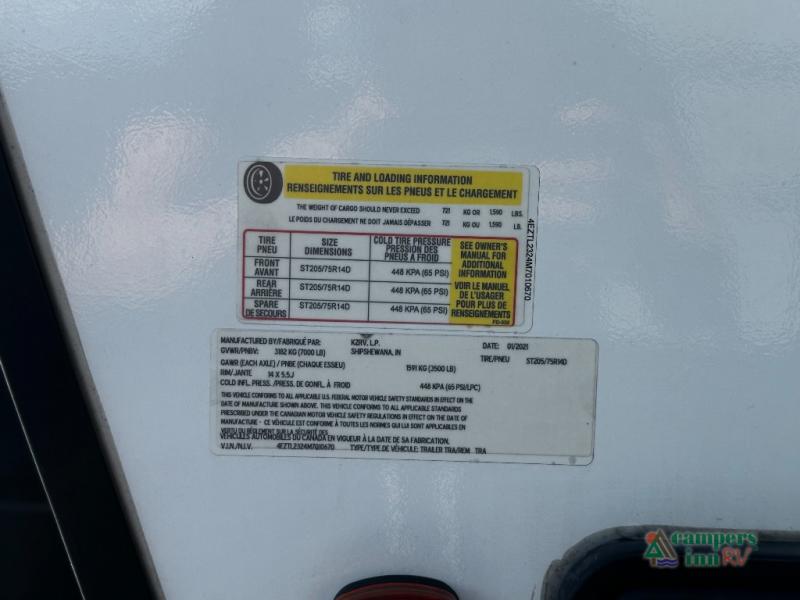 TIRE AND LOADING INFORMATION
RENSEIGNEMENTS SUR LES PNEUS ET LE CHARGEMENT
THE WEIGHT OF CARGO SHOULD NEVER EXCEED 721 KG OR 1,590 LBS.
LE POIDS DU CHARGEMENT NE DOIT JAMAIS DÉPASSER 721 KG OU 1,590 LB.
TIRE PNEU
SIZE DIMENSIONS
COLD TIRE PRESSURE PRESSION DES PNEUS A FROID
FRONT AVANT ST205/75R14D 448 KPA (65 PSI)
REAR ARRIÈRE ST205/75R14D 448 KPA (65 PSI)
SPARE DE SECOURS ST205/75R14D 448 KPA (65 PSI)
SEE OWNER'S
MANUAL FOR
ADDITIONAL
INFORMATION
VOIR LE MANUEL
DE L'USAGER
POUR PLUS DE
RENSEIGNEMENTS
4EZTL2324M7010670
MANUFACTURED BY/FABRIQUÉ PAR: KZRV, L.P. DATE: 01/2021
GVWR/PNBV: 3182 KG (7000 LB) SHIPSHEWANA, IN TIRE/PNEU ST205/75R14D
GAWR (EACH AXLE) / PNBE (CHAQUE ESSIEU) 1591 KG (3500 LB)
RIM/JANTE 14 X 5.5J
COLD INFL. PRESS./PRESS. DE GONFL. À FROID 448 KPA (65 PSI/LPC)
THIS VEHICLE CONFORMS TO ALL APPLICABLE U.S. FEDERAL MOTOR VEHICLE SAFETY STANDARDS IN EFFECT ON THE
DATE OF MANUFACTURE SHOWN ABOVE. THIS VEHICLE CONFORMS TO ALL APPLICABLE STANDARDS
PRESCRIBED UNDER THE CANADIAN MOTOR VEHICLE SAFETY REGULATIONS IN EFFECT ON THE DATE OF
MANUFACTURE - CE VÉHICULE EST CONFORME À TOUTES LES NORMES QUI LUI SONT APPLICABLES EN
VERTU DU RÈGLEMENT SUR LA SÉCURITÉ DES
VÉHICULES AUTOMOBILES DU CANADA EN VIGUEUR À LA DATE DE SA FABRICATION.
V.I.N./N.I.V. 4EZTL2324M7010670 TYPE/TYPE DE VÉHICULE: TRAILER TRA/REM TRA
campers
inn RV